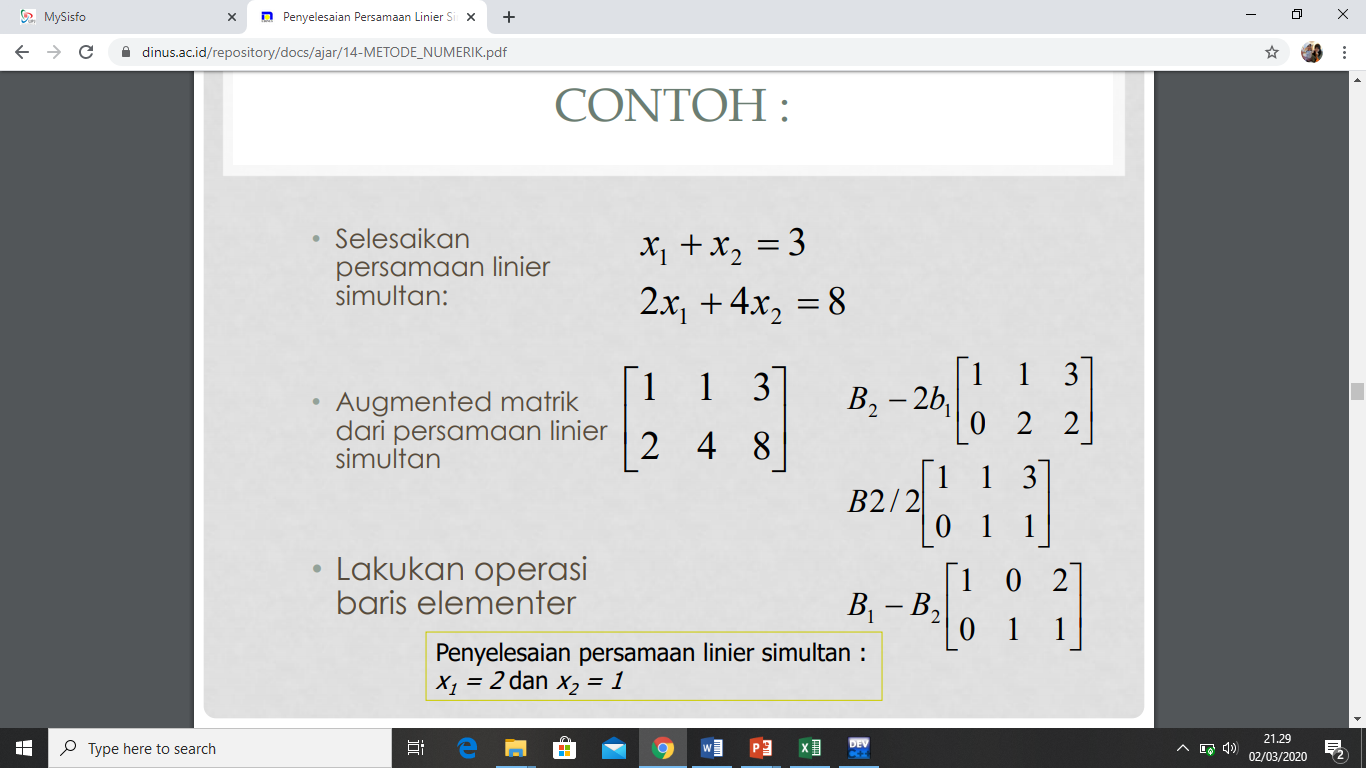 MySisfo
Penyelesaian Persamaan Linier Si
dinus.ac.id/repository/docs/ajar/14-METODE_NUMERIK.pdf
CONTOH :
• Selesaikan
persamaan linier
simultan:
x₁ + x₂ = 3
2x₁ + 4x₂ = 8
• Augmented matrik
dari persamaan linier
simultan
1 1 3
2 4 8
B₂ − 2b₁
1 1 3
0 2 2
B2 / 2
1 1 3
0 1 1
• Lakukan operasi
baris elementer
B₁ − B₂
1 0 2
0 1 1
Penyelesaian persamaan linier simultan :
x₁ = 2 dan x₂ = 1
Type here to search
DEV
21.29
02/03/2020
2